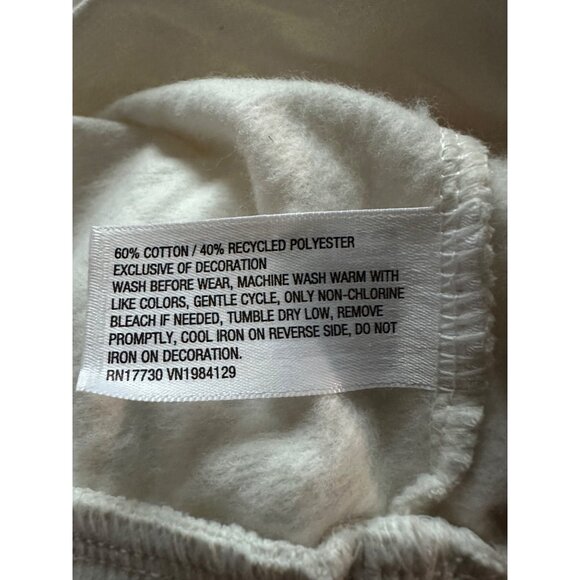 60% COTTON / 40% RECYCLED POLYESTER
EXCLUSIVE OF DECORATION
WASH BEFORE WEAR, MACHINE WASH WARM WITH
LIKE COLORS, GENTLE CYCLE, ONLY NON-CHLORINE
BLEACH IF NEEDED, TUMBLE DRY LOW, REMOVE
PROMPTLY, COOL IRON ON REVERSE SIDE, DO NOT
IRON ON DECORATION.
RN17730 VN1984129